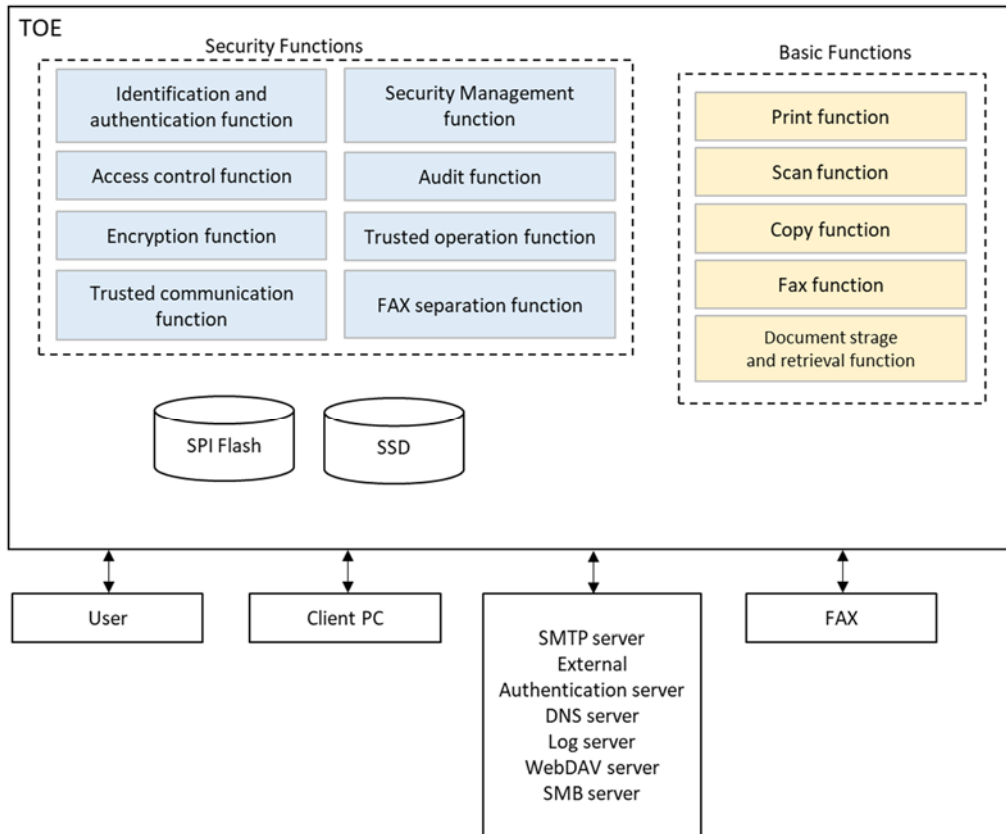 TOE
Security Functions
Identification and
authentication function
Security Management
function
Access control function
Audit function
Encryption function
Trusted operation function
Trusted communication
function
FAX separation function
Basic Functions
Print function
Scan function
Copy function
Fax function
Document strage
and retrieval function
SPI Flash
SSD
User
Client PC
SMTP server
External
Authentication server
DNS server
Log server
WebDAV server
SMB server
FAX